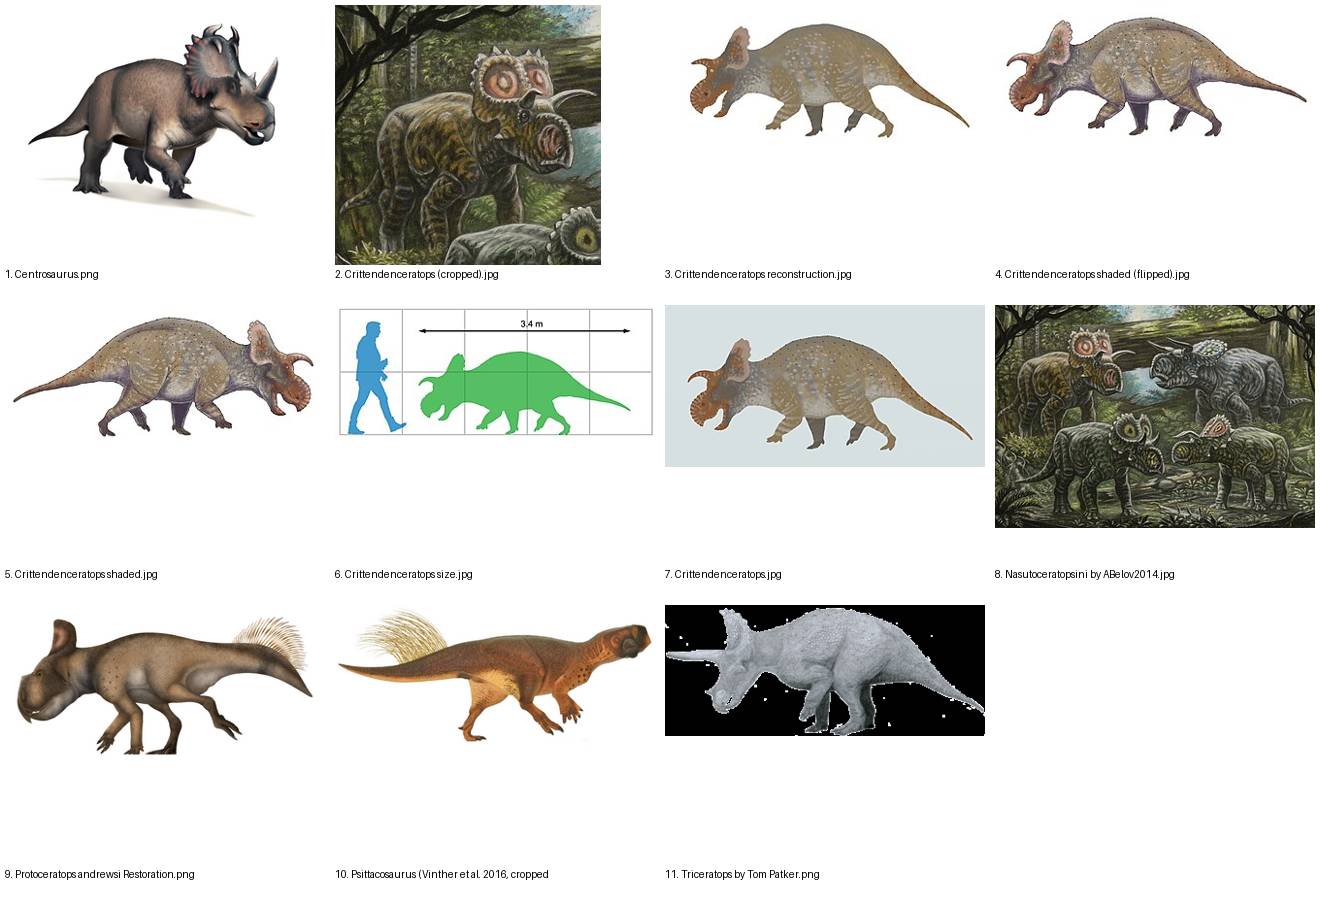 1. Centrosaurus.png
2. Crittendenceratops (cropped).jpg
3. Crittendenceratops reconstruction.jpg
4. Crittendenceratops shaded (flipped).jpg
3.4 m
5. Crittendenceratops shaded.jpg
6. Crittendenceratops size.jpg
7. Crittendenceratops.jpg
8. Nasutoceratopsini by ABelov2014.jpg
9. Protoceratops andrewsi Restoration.png
10. Psittacosaurus (Vinther et al. 2016, cropped
11. Triceratops by Tom Patker.png